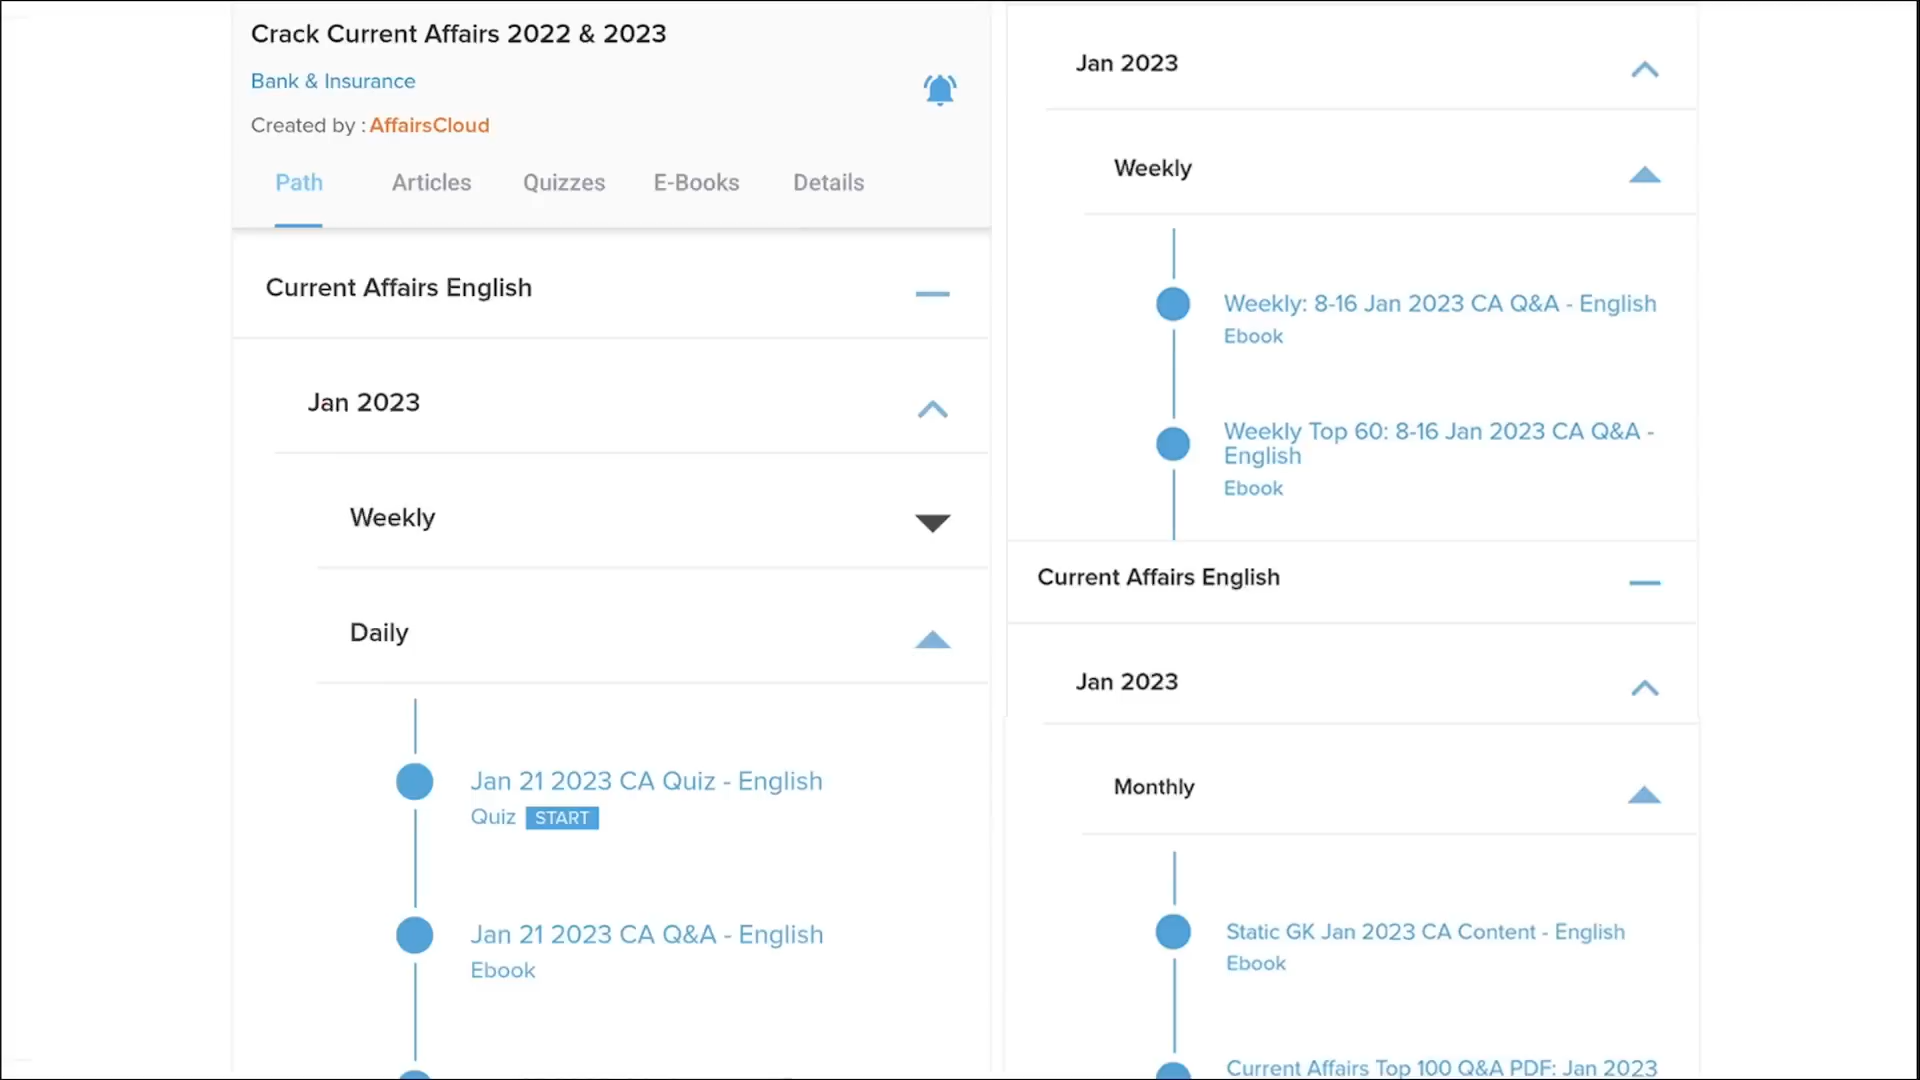 Crack Current Affairs 2022 & 2023
Bank & Insurance
Created by : AffairsCloud
Path Articles Quizzes E-Books Details
Current Affairs English
Jan 2023
Weekly
Daily
Jan 21 2023 CA Quiz - English
Quiz START
Jan 21 2023 CA Q&A - English
Ebook
Jan 2023
Weekly
Weekly: 8-16 Jan 2023 CA Q&A - English
Ebook
Weekly Top 60: 8-16 Jan 2023 CA Q&A -
English
Ebook
Current Affairs English
Jan 2023
Monthly
Static GK Jan 2023 CA Content - English
Ebook
Current Affairs Top 100 Q&A PDF: Jan 2023